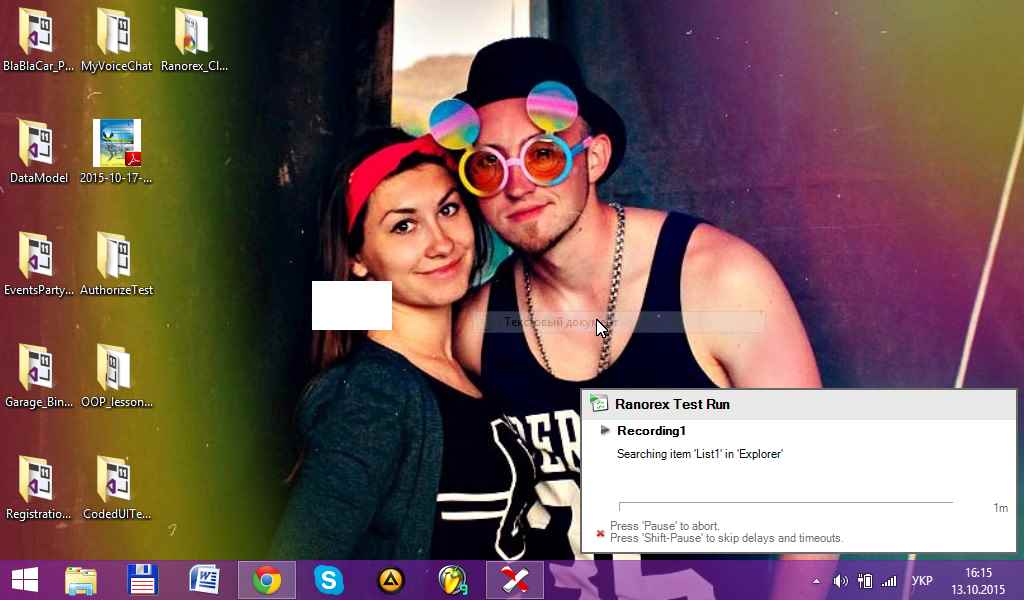 BlaBlaCar_P...
MyVoiceChat
Ranorex_Cl...
DataModel
2015-10-17-...
EventsParty...
AuthorizeTest
Garage_Bin...
OOP_lesson...
Registratio...
CodedUITe...
Текстовый документ
Ranorex Test Run
Recording1
Searching item 'List1' in 'Explorer'
1m
Press 'Pause' to abort.
Press 'Shift-Pause' to skip delays and timeouts.
УКР
16:15
13.10.2015